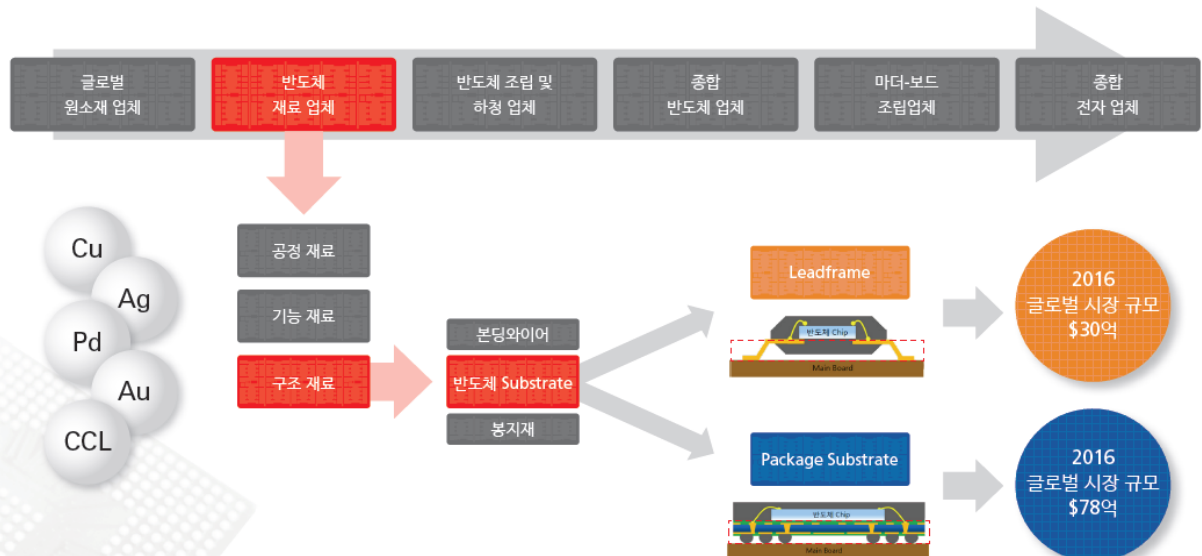 글로벌
원소재 업체
반도체
재료 업체
반도체 조립 및
하청 업체
종합
반도체 업체
마더-보드
조립업체
종합
전자 업체
Cu
Ag
Pd
Au
CCL
공정 재료
기능 재료
구조 재료
본딩와이어
반도체 Substrate
봉지재
Leadframe
반도체 Chip
Main Board
2016
글로벌 시장 규모
$30억
Package Substrate
반도체 Chip
Main Board
2016
글로벌 시장 규모
$78억